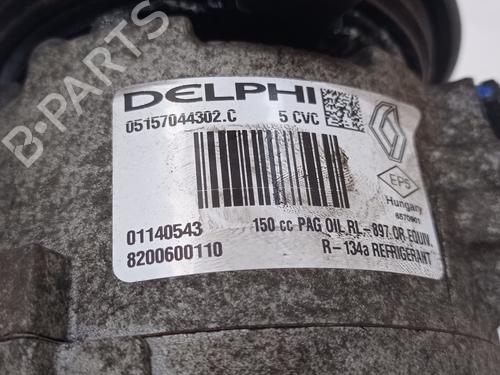 B-PARTS
DELPHI
05157044302.C 5 CVC
EPS
Hungary
6570901
01140543 150 cc PAG OIL RL-897 OR EQUIV.
8200600110 R-134a REFRIGERANT